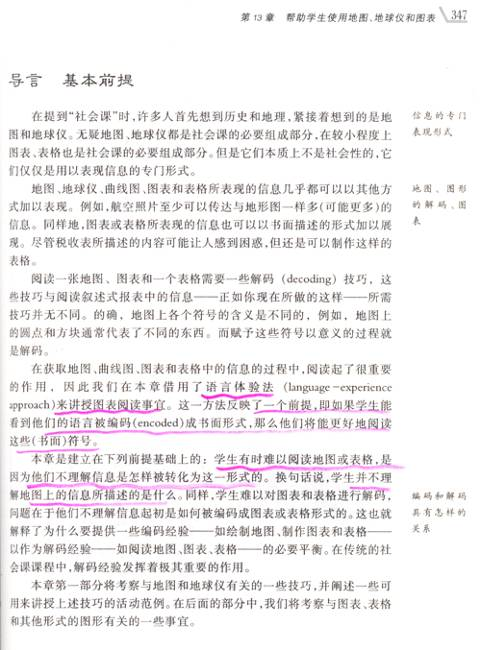 第 13 章 帮助学生使用地图、地球仪和图表 347
导言 基本前提
在提到“社会课”时,许多人首先想到历史和地理,紧接着想到的是地
图和地球仪。无疑地图、地球仪都是社会课的必要组成部分,在较小程度上
图表、表格也是社会课的必要组成部分。但是它们本质上不是社会性的,它
们仅仅是用以表现信息的专门形式。
信息的专门
表现形式
地图、地球仪、曲线图、图表和表格所表现的信息几乎都可以以其他方
式加以表现。例如,航空照片至少可以传达与地形图一样多(可能更多)的
信息。同样地,图表或表格所表现的信息也可以以书面描述的形式加以展
现。尽管税收表所描述的内容可能让人感到困惑,但还是可以制作这样的
表格。
地图、图形
的解码、图
表
阅读一张地图、图表和一个表格需要一些解码 (decoding) 技巧，这
些技巧与阅读叙述式报表中的信息——正如你现在所做的这样——所需
技巧并无不同。的确，地图上各个符号的含义是不同的，例如，地图上
的圆点和方块通常代表了不同的东西。而赋予这些符号以意义的过程就
是解码。
在获取地图、曲线图、图表和表格中的信息的过程中,阅读起了很重要
的作用，因此我们在本章借用了语言体验法 (language-experience
approach)来讲授图表阅读事宜。这一方法反映了一个前提,即如果学生能
看到他们的语言被编码(encoded)成书面形式,那么他们将能更好地阅读
这些(书面)符号。
本章是建立在下列前提基础上的：学生有时难以阅读地图或表格,是
因为他们不理解信息是怎样被转化为这一形式的。换句话说,学生并不理
解地图上的信息所描述的是什么。同样,学生难以对图表和表格进行解码,
问题在于他们不理解信息起初是如何被编码成图表或表格形式的。这也就
解释了为什么要提供一些编码经验——如绘制地图、制作图表和表格——
以作为解码经验——如阅读地图、图表、表格——的必要平衡。在传统的社
会课课程中,解码经验发挥着极其重要的作用。
编码和解码
具有怎样的
关系
本章第一部分将考察与地图和地球仪有关的一些技巧,并阐述一些可
用来讲授上述技巧的活动范例。在后面的部分中,我们将考察与图表、表格
和其他形式的图形有关的一些事宜。